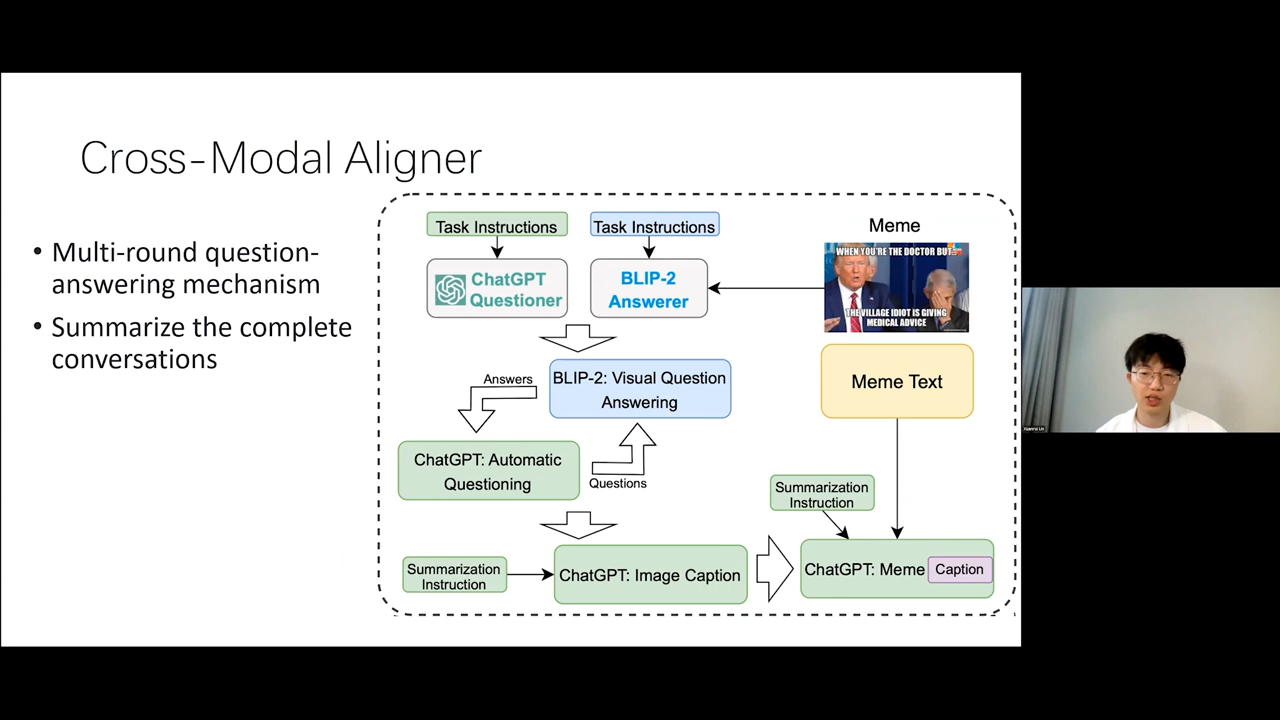 Cross-Modal Aligner
• Multi-round question-
answering mechanism
• Summarize the complete
conversations
Task Instructions
Task Instructions
ChatGPT
Questioner
BLIP-2
Answerer
Meme
WHEN YOU'RE THE DOCTOR BUT
THE VILLAGE IDIOT IS GIVING
MEDICAL ADVICE
Answers
BLIP-2: Visual Question
Answering
Meme Text
ChatGPT: Automatic
Questioning
Questions
Summarization
Instruction
Summarization
Instruction
ChatGPT: Image Caption
ChatGPT: Meme
Caption